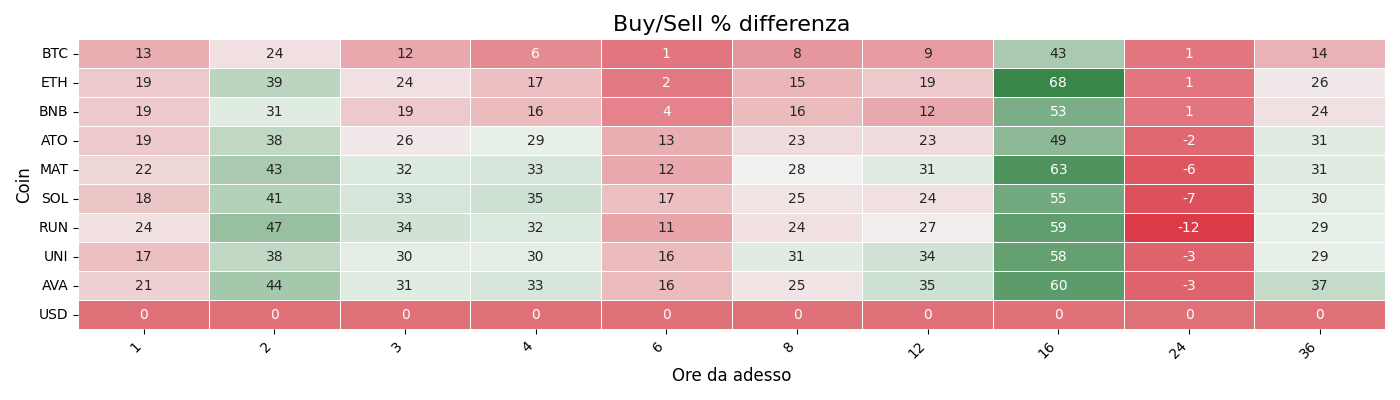 Buy/Sell % differenza
Coin
BTC 13 24 12 6 1 8 9 43 1 14
ETH 19 39 24 17 2 15 19 68 1 26
BNB 19 31 19 16 4 16 12 53 1 24
ATO 19 38 26 29 13 23 23 49 -2 31
MAT 22 43 32 33 12 28 31 63 -6 31
SOL 18 41 33 35 17 25 24 55 -7 30
RUN 24 47 34 32 11 24 27 59 -12 29
UNI 17 38 30 30 16 31 34 58 -3 29
AVA 21 44 31 33 16 25 35 60 -3 37
USD 0 0 0 0 0 0 0 0 0 0
1 2 3 4 6 8 12 16 24 36
Ore da adesso